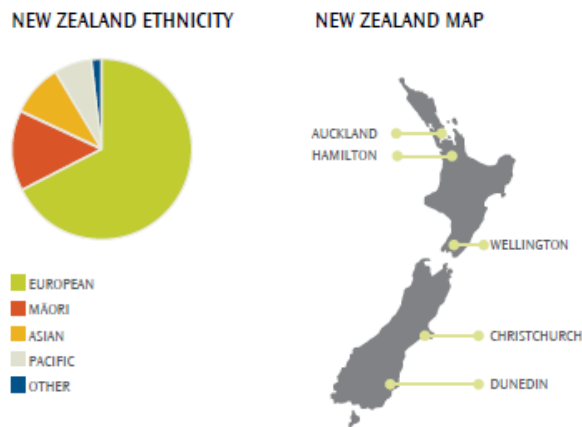 NEW ZEALAND ETHNICITY
EUROPEAN
MĀORI
ASIAN
PACIFIC
OTHER
NEW ZEALAND MAP
AUCKLAND
HAMILTON
WELLINGTON
CHRISTCHURCH
DUNEDIN